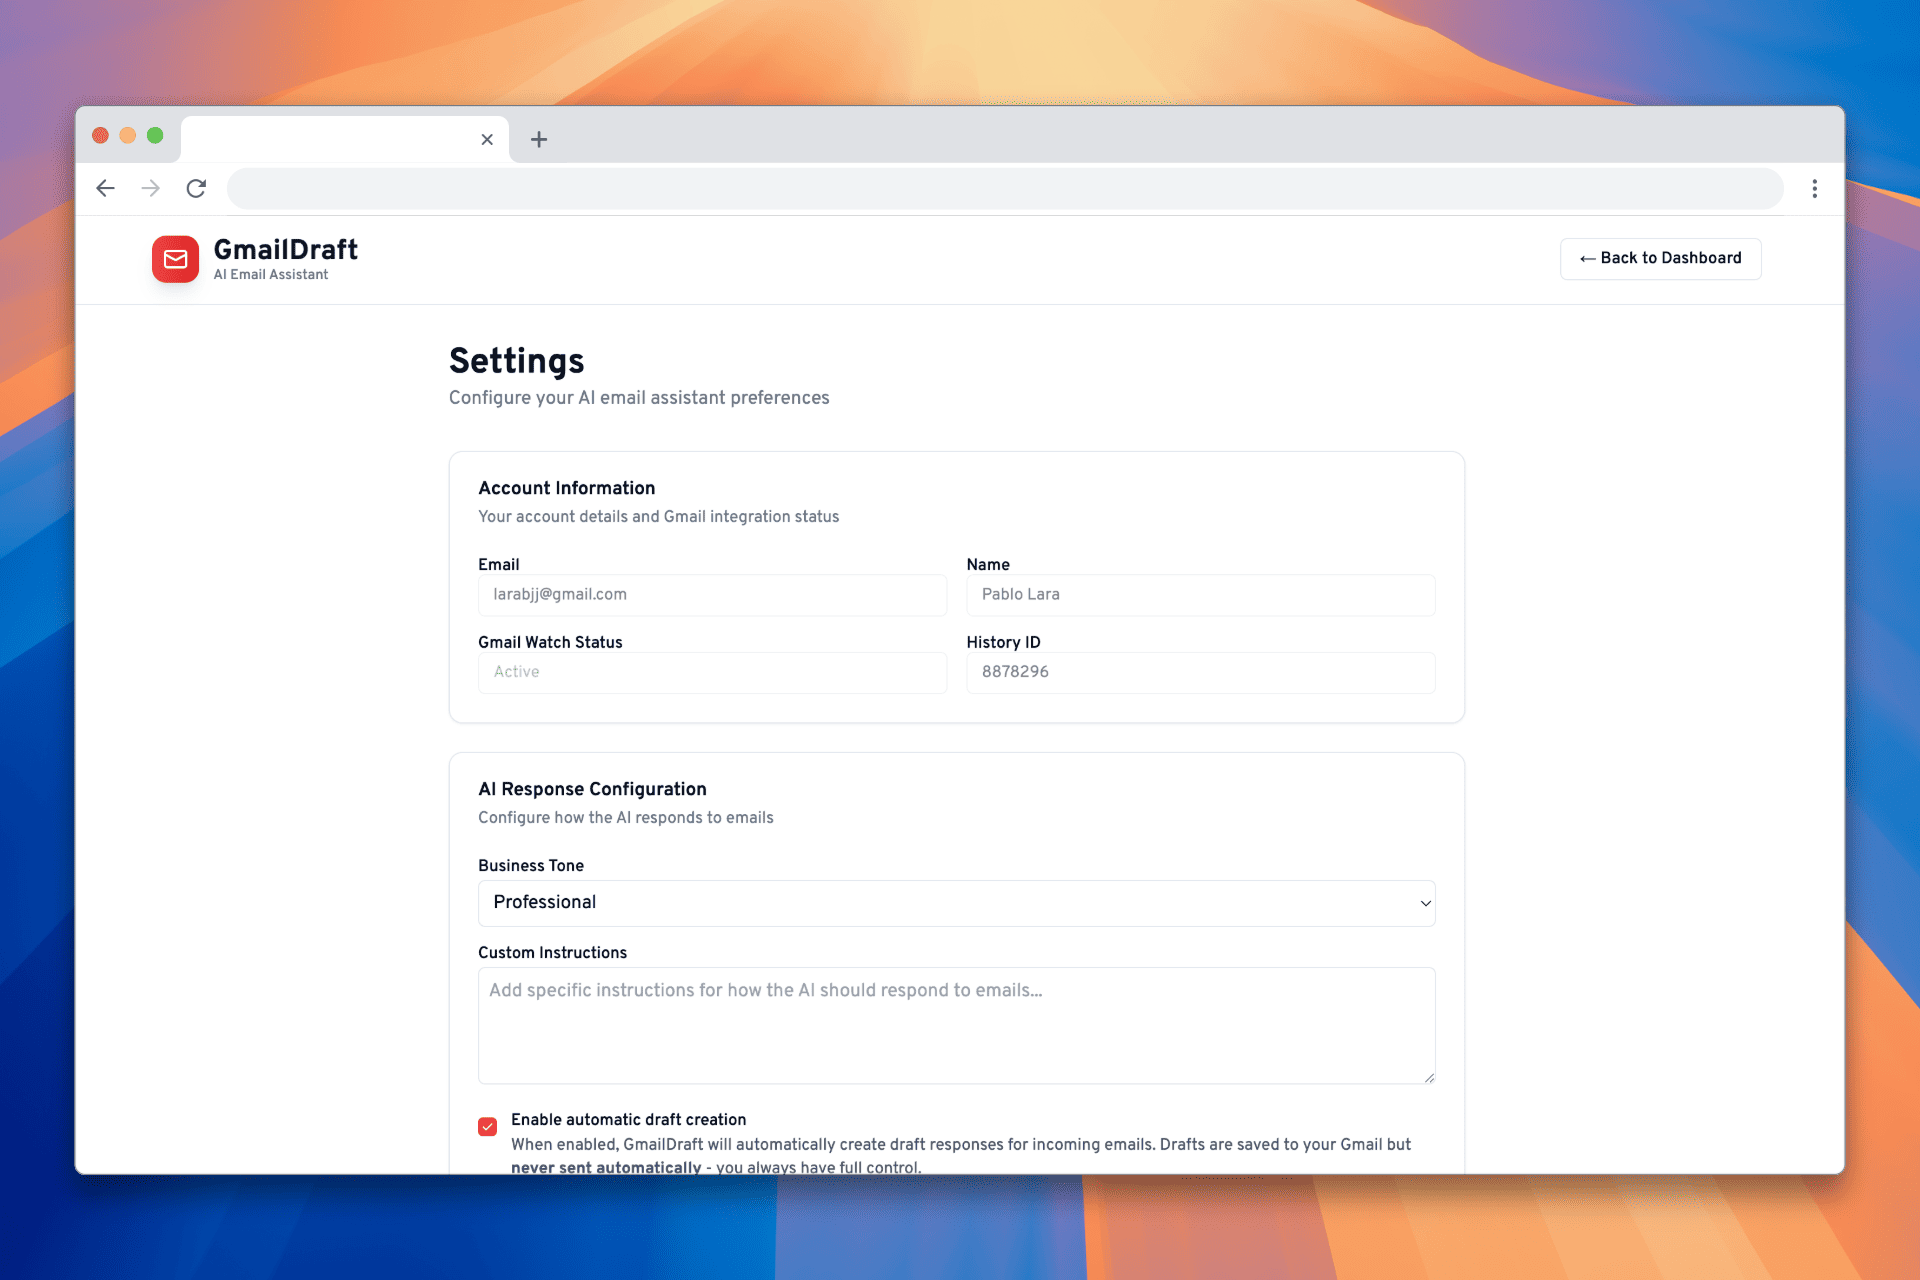 GmailDraft
AI Email Assistant
← Back to Dashboard
Settings
Configure your AI email assistant preferences
Account Information
Your account details and Gmail integration status
Email
Name
larabjj@gmail.com
Pablo Lara
Gmail Watch Status
History ID
Active
8878296
AI Response Configuration
Configure how the AI responds to emails
Business Tone
Professional
Custom Instructions
Add specific instructions for how the AI should respond to emails...
Enable automatic draft creation
When enabled, GmailDraft will automatically create draft responses for incoming emails. Drafts are saved to your Gmail but
never sent automatically - you always have full control.